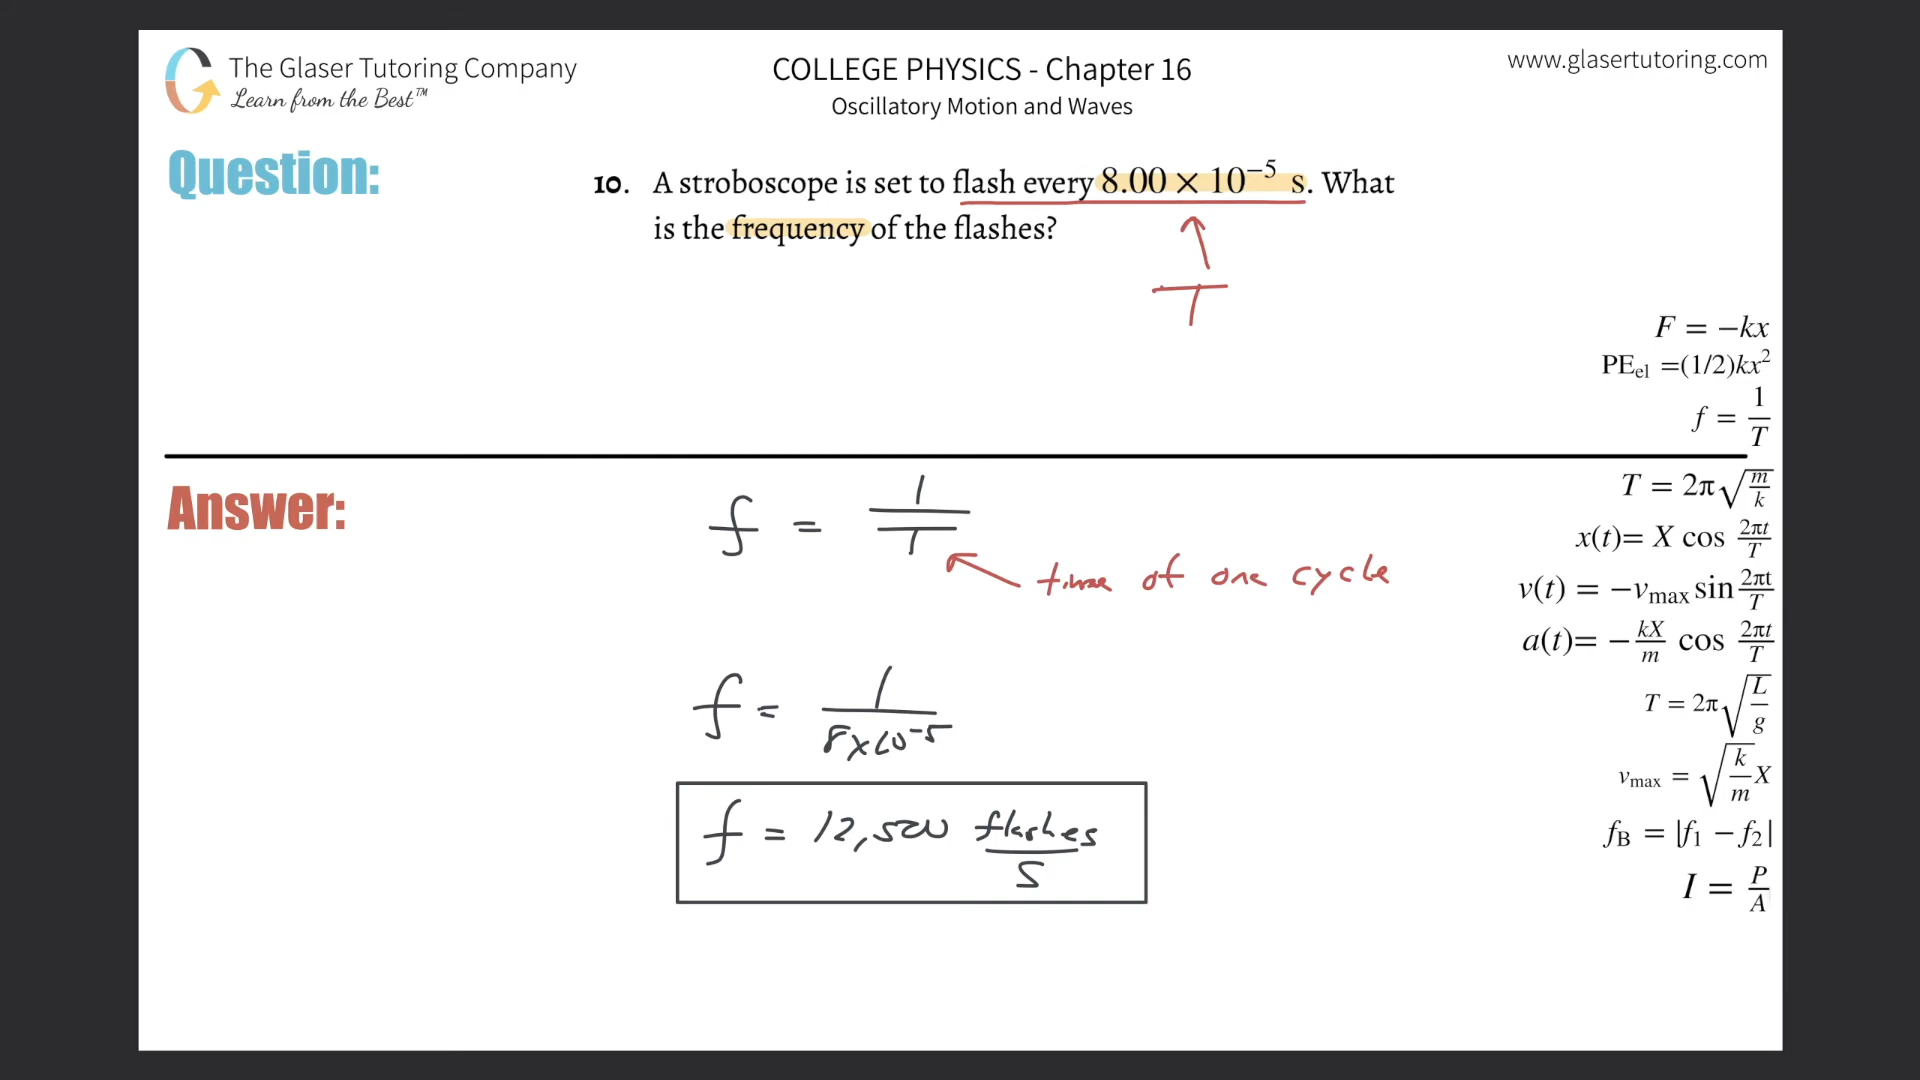 The Glaser Tutoring Company
Learn from the Best™
COLLEGE PHYSICS - Chapter 16
Oscillatory Motion and Waves
www.glasertutoring.com
Question:
10. A stroboscope is set to flash every 8.00 × 10⁻⁵ s. What
is the frequency of the flashes?
T
F = −kx
PEₑₗ =(1/2)kx²
f = 1/T
Answer:
f = 1/T
time of one cycle
f = 1/8x10⁻⁵
f = 12,500 flashes/s
T = 2π√(m/k)
x(t)= X cos 2πt/T
v(t) = −vₘₐₓ sin 2πt/T
a(t)= − kX/m cos 2πt/T
T = 2π√(L/g)
vₘₐₓ = √(k/m) X
f_B = |f₁ − f₂|
I = P/A